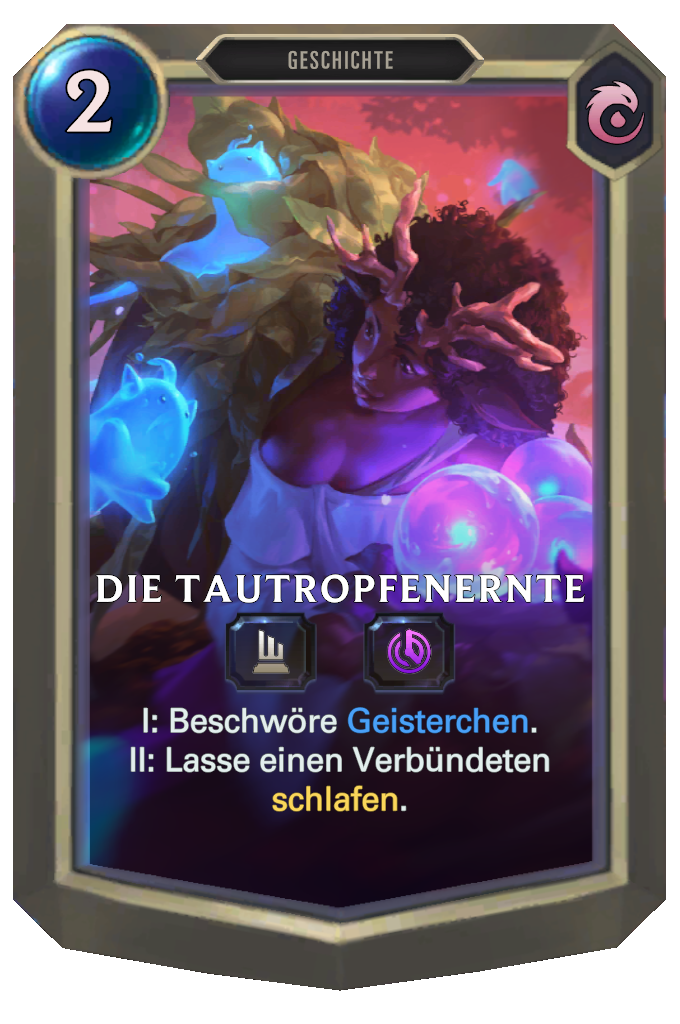 GESCHICHTE
2
DIE TAUTROPFENERNTE
I: Beschwöre Geisterchen.
II: Lasse einen Verbündeten
schlafen.